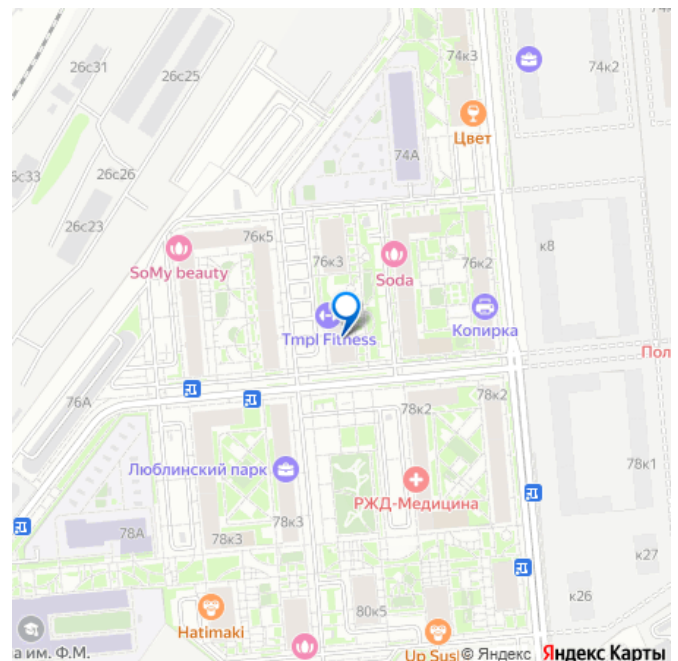 26с31
26с25
74к3
74к2
Цвет
74А
с33
26с26
26с23
76к5
SoMy beauty
76к3
Soda
76к2
к8
Tmpl Fitness
Копирка
Пол
76А
78к2
78к2
Люблинский парк
РЖД-Медицина
78к1
78А
78к3
78к3
к27
к26
Hatimaki
80к5
а им. Ф.М.
Up Sus
© Яндекс Яндекс Карты